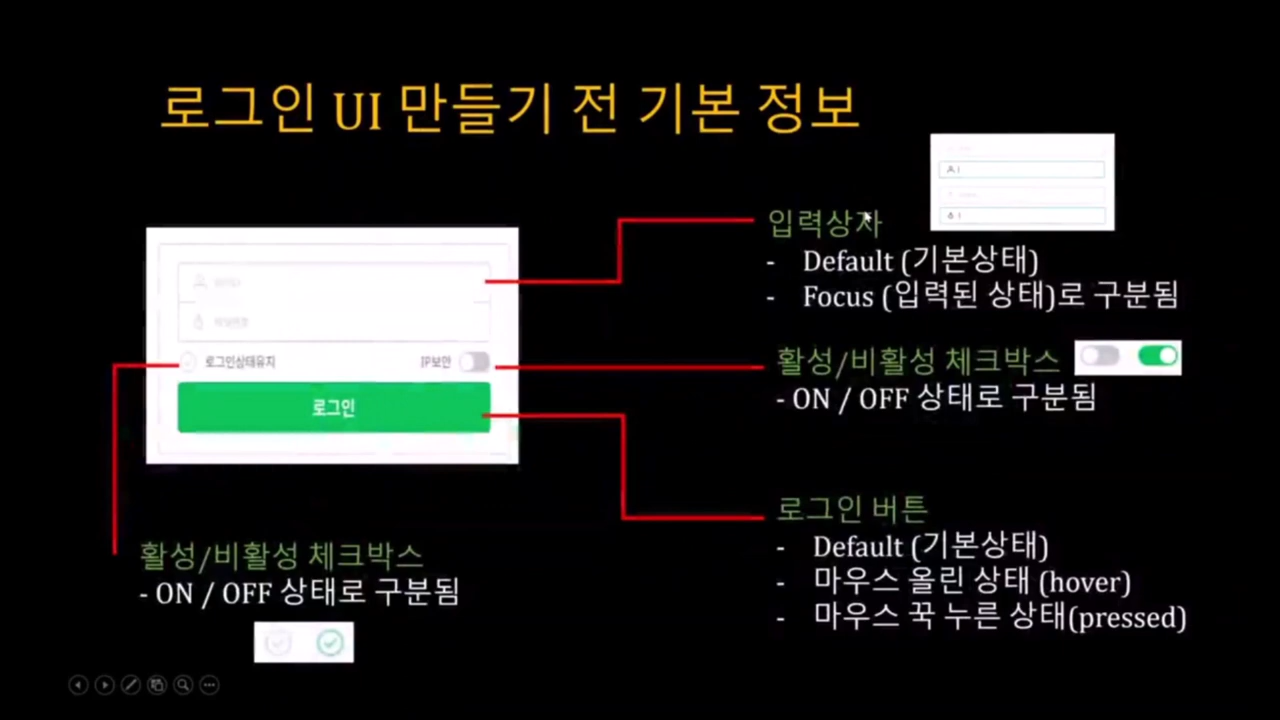 로그인 UI 만들기 전 기본 정보
입력상자
- Default (기본상태)
- Focus (입력된 상태)로 구분됨
로그인상태유지
IP보안
로그인
활성/비활성 체크박스
- ON / OFF 상태로 구분됨
로그인 버튼
- Default (기본상태)
- 마우스 올린 상태 (hover)
- 마우스 꾹 누른 상태(pressed)
활성/비활성 체크박스
- ON / OFF 상태로 구분됨